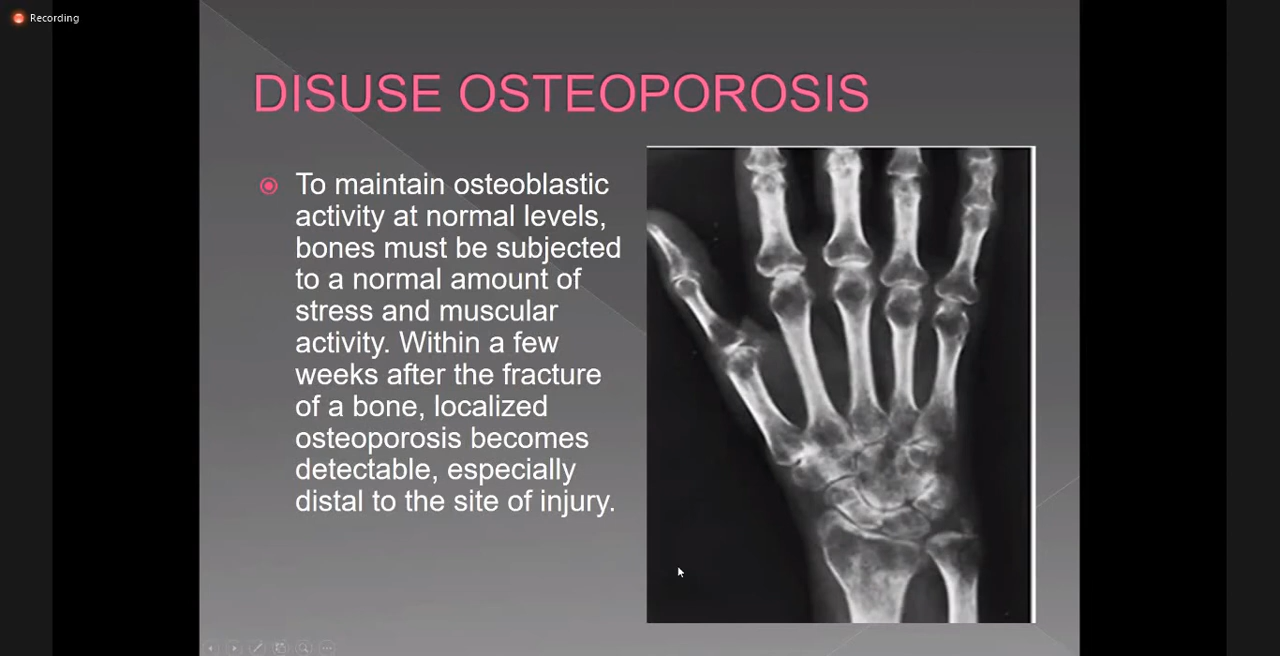 Recording
DISUSE OSTEOPOROSIS
To maintain osteoblastic
activity at normal levels,
bones must be subjected
to a normal amount of
stress and muscular
activity. Within a few
weeks after the fracture
of a bone, localized
osteoporosis becomes
detectable, especially
distal to the site of injury.